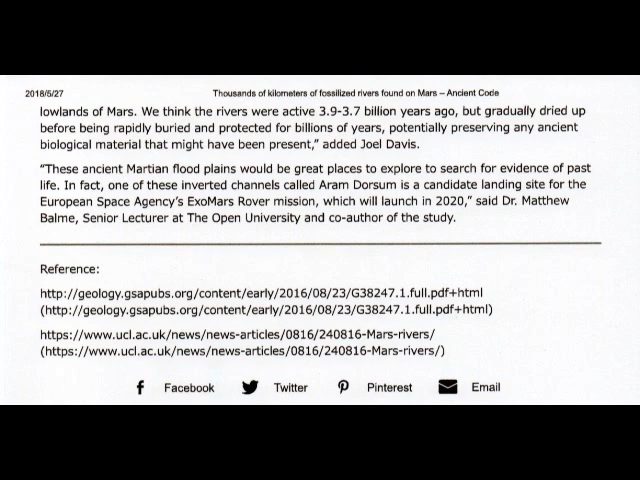 2018/5/27 Thousands of kilometers of fossilized rivers found on Mars – Ancient Code
lowlands of Mars. We think the rivers were active 3.9-3.7 billion years ago, but gradually dried up
before being rapidly buried and protected for billions of years, potentially preserving any ancient
biological material that might have been present,” added Joel Davis.
“These ancient Martian flood plains would be great places to explore to search for evidence of past
life. In fact, one of these inverted channels called Aram Dorsum is a candidate landing site for the
European Space Agency’s ExoMars Rover mission, which will launch in 2020,” said Dr. Matthew
Balme, Senior Lecturer at The Open University and co-author of the study.
Reference:
http://geology.gsapubs.org/content/early/2016/08/23/G38247.1.full.pdf+html
(http://geology.gsapubs.org/content/early/2016/08/23/G38247.1.full.pdf+html)
https://www.ucl.ac.uk/news/news-articles/0816/240816-Mars-rivers/
(https://www.ucl.ac.uk/news/news-articles/0816/240816-Mars-rivers/)
Facebook Twitter Pinterest Email